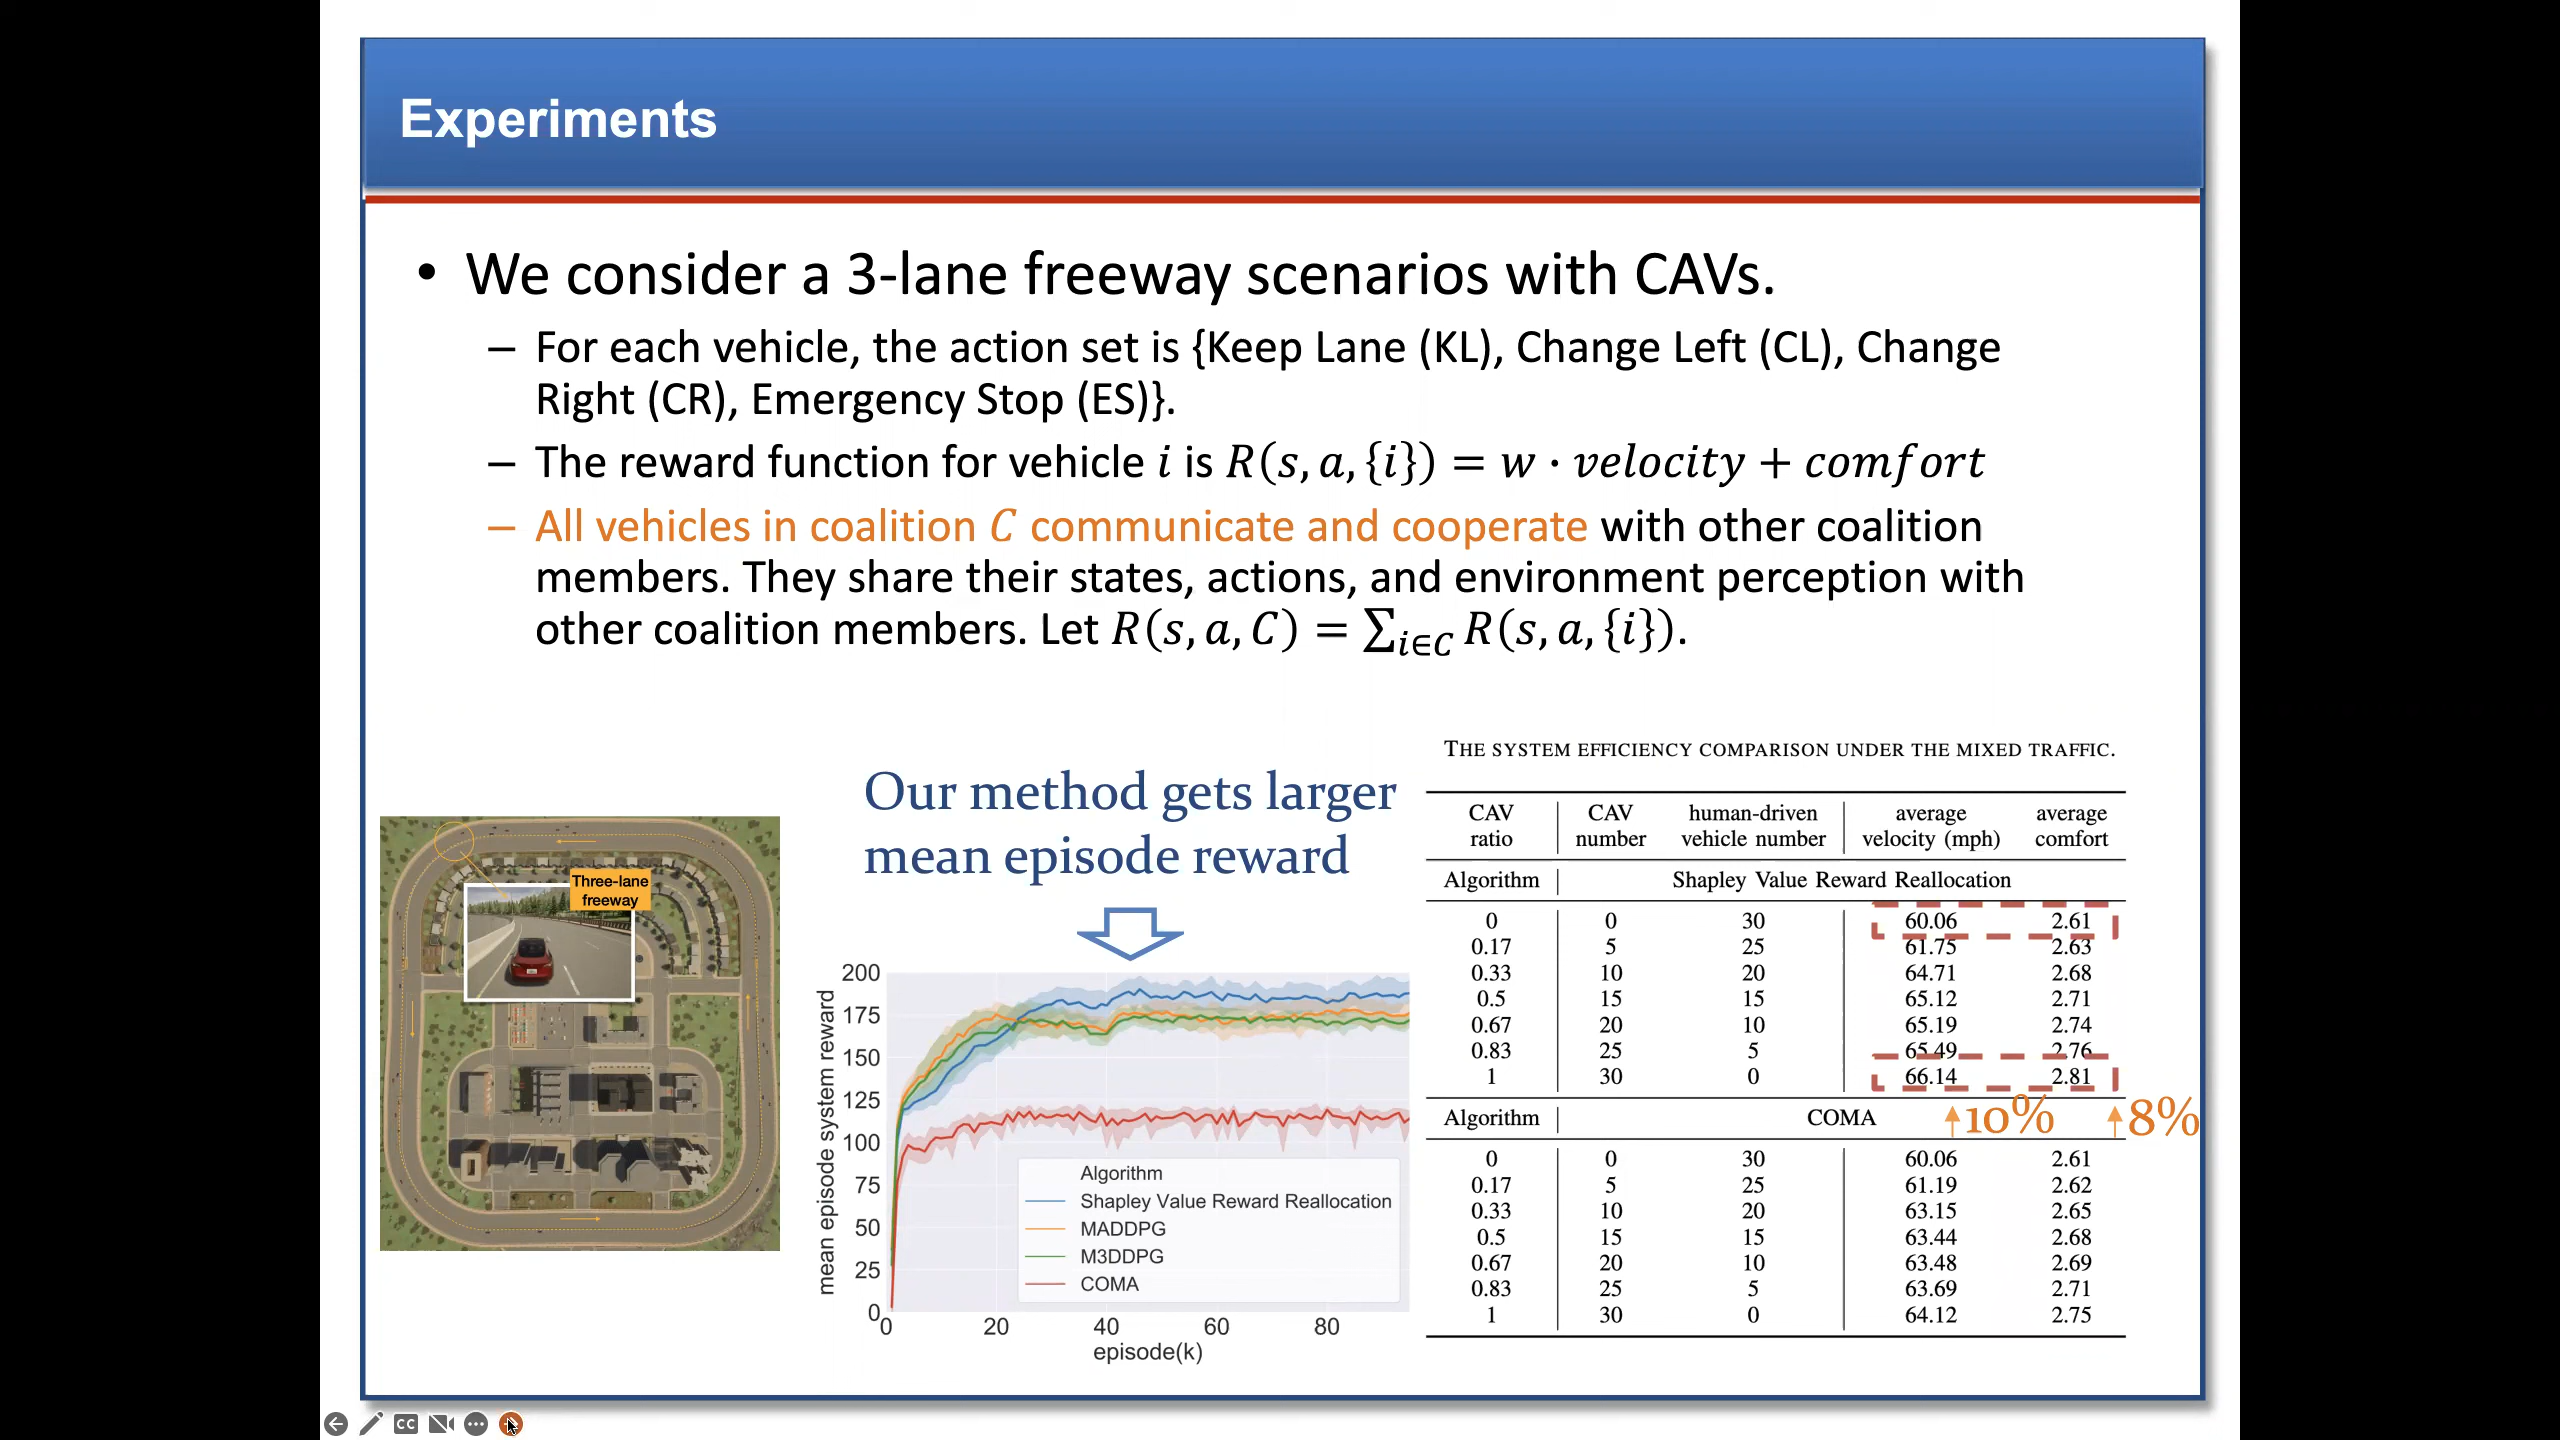 Experiments
• We consider a 3-lane freeway scenarios with CAVs.
– For each vehicle, the action set is {Keep Lane (KL), Change Left (CL), Change
Right (CR), Emergency Stop (ES)}.
– The reward function for vehicle i is R(s, a, {i}) = w · velocity + comfort
– All vehicles in coalition C communicate and cooperate with other coalition
members. They share their states, actions, and environment perception with
other coalition members. Let R(s, a, C) = ∑i∈C R(s, a, {i}).
Three-lane
freeway
Our method gets larger
mean episode reward
mean episode system reward
200
175
150
125
100
75
50
25
0
0 20 40 60 80
episode(k)
Algorithm
Shapley Value Reward Reallocation
MADDPG
M3DDPG
COMA
THE SYSTEM EFFICIENCY COMPARISON UNDER THE MIXED TRAFFIC.
CAV CAV human-driven average average
ratio number vehicle number velocity (mph) comfort
Algorithm Shapley Value Reward Reallocation
0 0 30 60.06 2.61
0.17 5 25 61.75 2.63
0.33 10 20 64.71 2.68
0.5 15 15 65.12 2.71
0.67 20 10 65.19 2.74
0.83 25 5 65.49 2.76
1 30 0 66.14 2.81
Algorithm COMA 10% 8%
0 0 30 60.06 2.61
0.17 5 25 61.19 2.62
0.33 10 20 63.15 2.65
0.5 15 15 63.44 2.68
0.67 20 10 63.48 2.69
0.83 25 5 63.69 2.71
1 30 0 64.12 2.75
CC